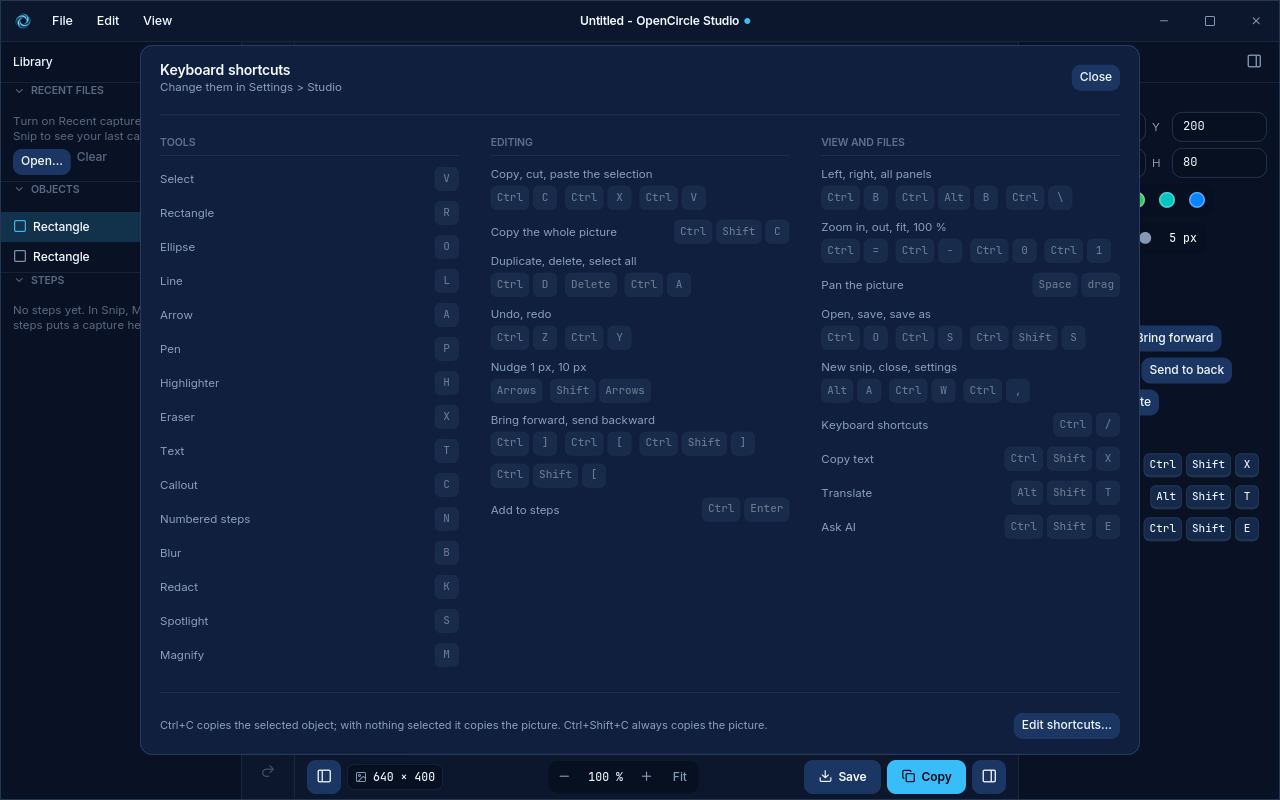 File Edit View
Untitled - OpenCircle Studio
Library
RECENT FILES
Turn on Recent capture
Snip to see your last ca
Open... Clear
OBJECTS
Rectangle
Rectangle
STEPS
No steps yet. In Snip, M
steps puts a capture he
Keyboard shortcuts
Change them in Settings > Studio
Close
TOOLS
Select V
Rectangle R
Ellipse O
Line L
Arrow A
Pen P
Highlighter H
Eraser X
Text T
Callout C
Numbered steps N
Blur B
Redact K
Spotlight S
Magnify M
EDITING
Copy, cut, paste the selection
Ctrl C Ctrl X Ctrl V
Copy the whole picture Ctrl Shift C
Duplicate, delete, select all
Ctrl D Delete Ctrl A
Undo, redo
Ctrl Z Ctrl Y
Nudge 1 px, 10 px
Arrows Shift Arrows
Bring forward, send backward
Ctrl ] Ctrl [ Ctrl Shift ]
Ctrl Shift [
Add to steps Ctrl Enter
VIEW AND FILES
Left, right, all panels
Ctrl B Ctrl Alt B Ctrl \
Zoom in, out, fit, 100 %
Ctrl = Ctrl - Ctrl 0 Ctrl 1
Pan the picture Space drag
Open, save, save as
Ctrl O Ctrl S Ctrl Shift S
New snip, close, settings
Alt A Ctrl W Ctrl ,
Keyboard shortcuts Ctrl /
Copy text Ctrl Shift X
Translate Alt Shift T
Ask AI Ctrl Shift E
Ctrl+C copies the selected object; with nothing selected it copies the picture. Ctrl+Shift+C always copies the picture.
Edit shortcuts...
Y 200
H 80
5 px
Bring forward
Send to back
te
Ctrl Shift X
Alt Shift T
Ctrl Shift E
640 × 400
100 %
Fit
Save
Copy